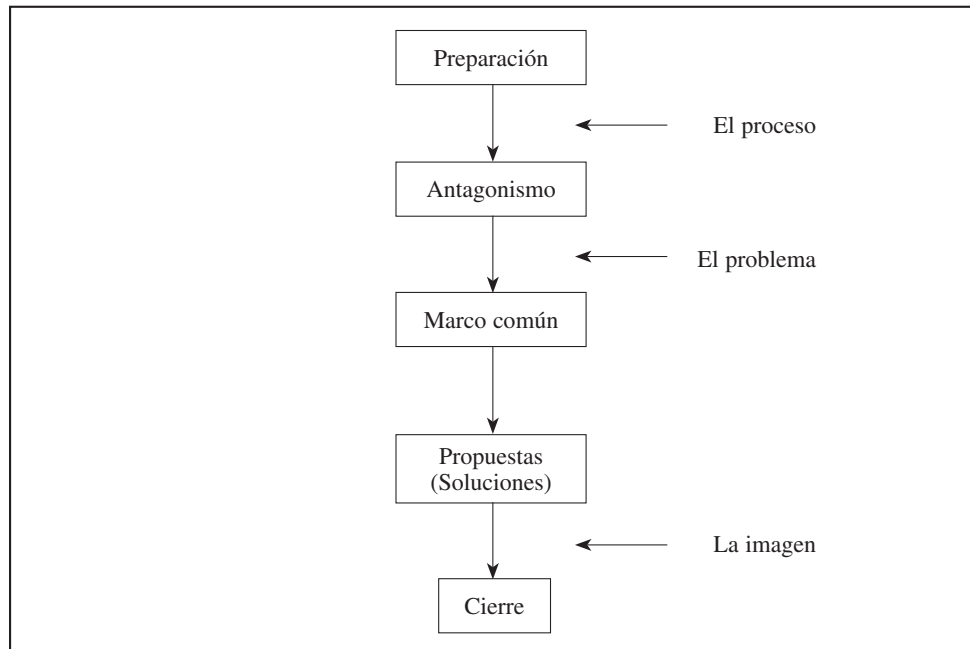 Preparación
El proceso
Antagonismo
El problema
Marco común
Propuestas
(Soluciones)
La imagen
Cierre